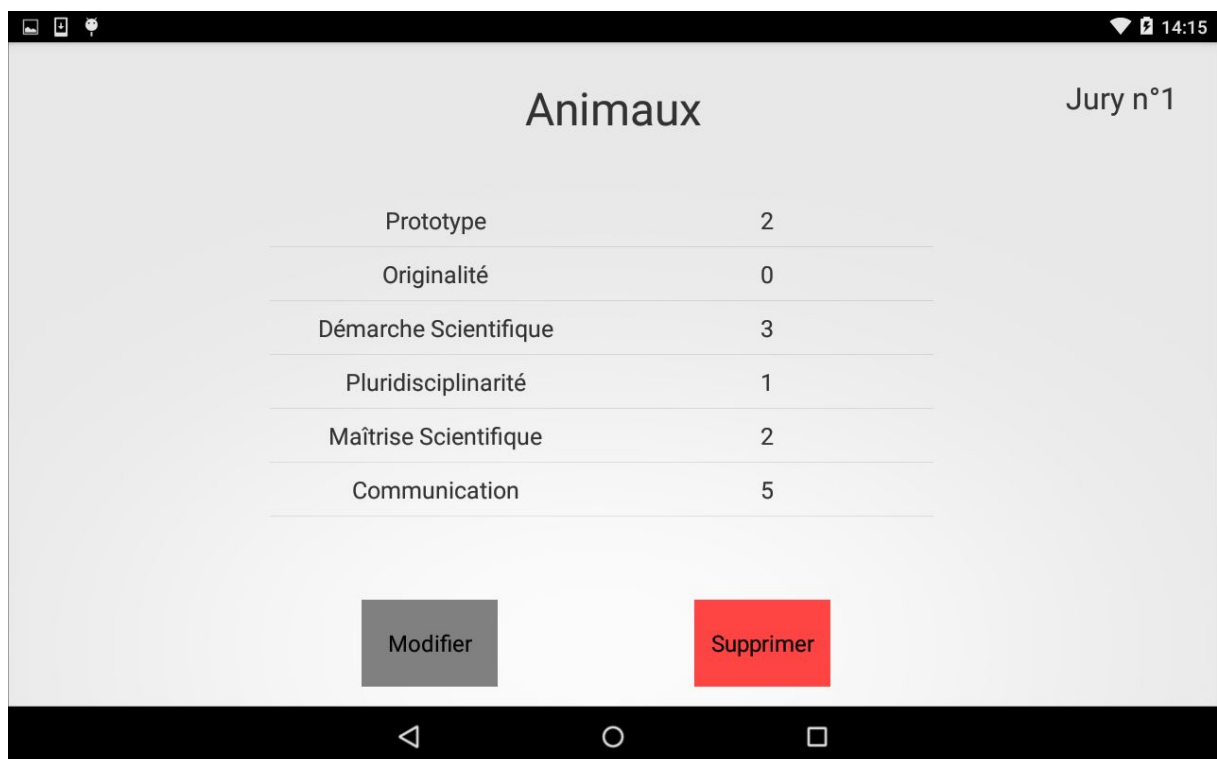 14:15
Animaux
Jury n°1
Prototype 2
Originalité 0
Démarche Scientifique 3
Pluridisciplinarité 1
Maîtrise Scientifique 2
Communication 5
Modifier Supprimer